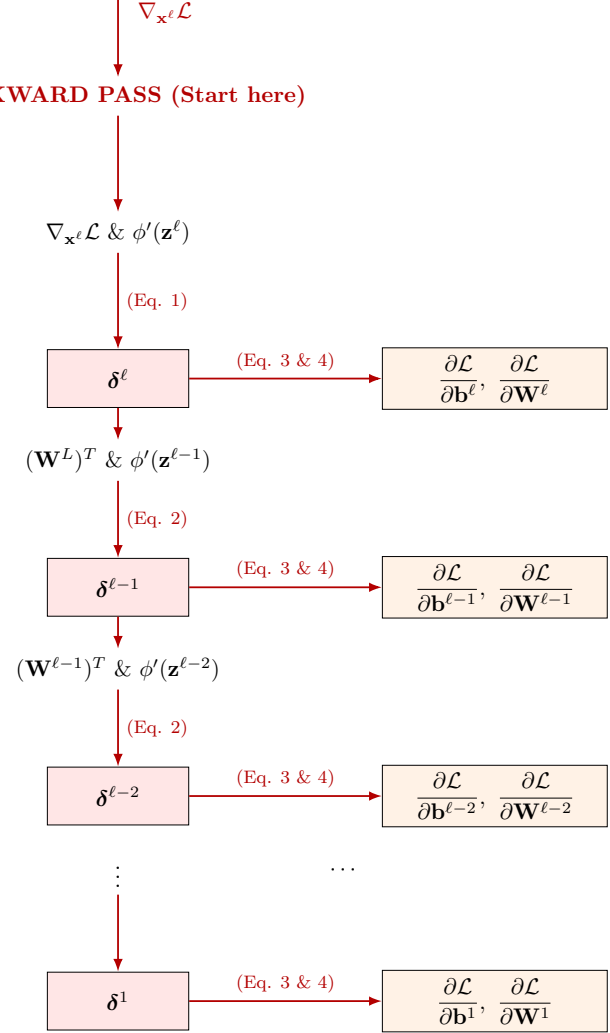 ∇_{𝐱^ℓ}ℒ
KWARD PASS (Start here)
∇_{𝐱^ℓ}ℒ & ϕ′(𝐳^ℓ)
(Eq. 1)
𝜹^ℓ (Eq. 3 & 4) ∂ℒ/∂𝐛^ℓ, ∂ℒ/∂𝐖^ℓ
(𝐖^L)^T & ϕ′(𝐳^{ℓ−1})
(Eq. 2)
𝜹^{ℓ−1} (Eq. 3 & 4) ∂ℒ/∂𝐛^{ℓ−1}, ∂ℒ/∂𝐖^{ℓ−1}
(𝐖^{ℓ−1})^T & ϕ′(𝐳^{ℓ−2})
(Eq. 2)
𝜹^{ℓ−2} (Eq. 3 & 4) ∂ℒ/∂𝐛^{ℓ−2}, ∂ℒ/∂𝐖^{ℓ−2}
⋮ ⋯
𝜹^1 (Eq. 3 & 4) ∂ℒ/∂𝐛^1, ∂ℒ/∂𝐖^1